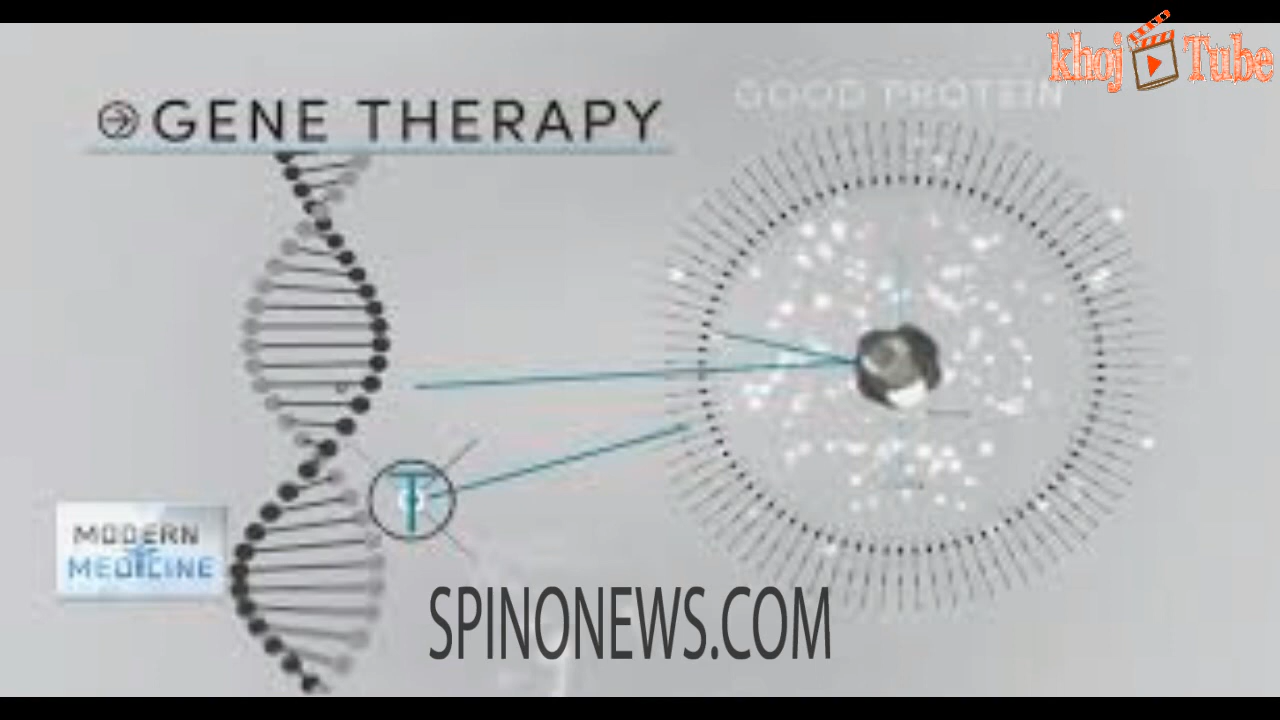 khoj Tube
GOOD PROTEIN
GENE THERAPY
T
MODERN
MEDICINE
SPINONEWS.COM